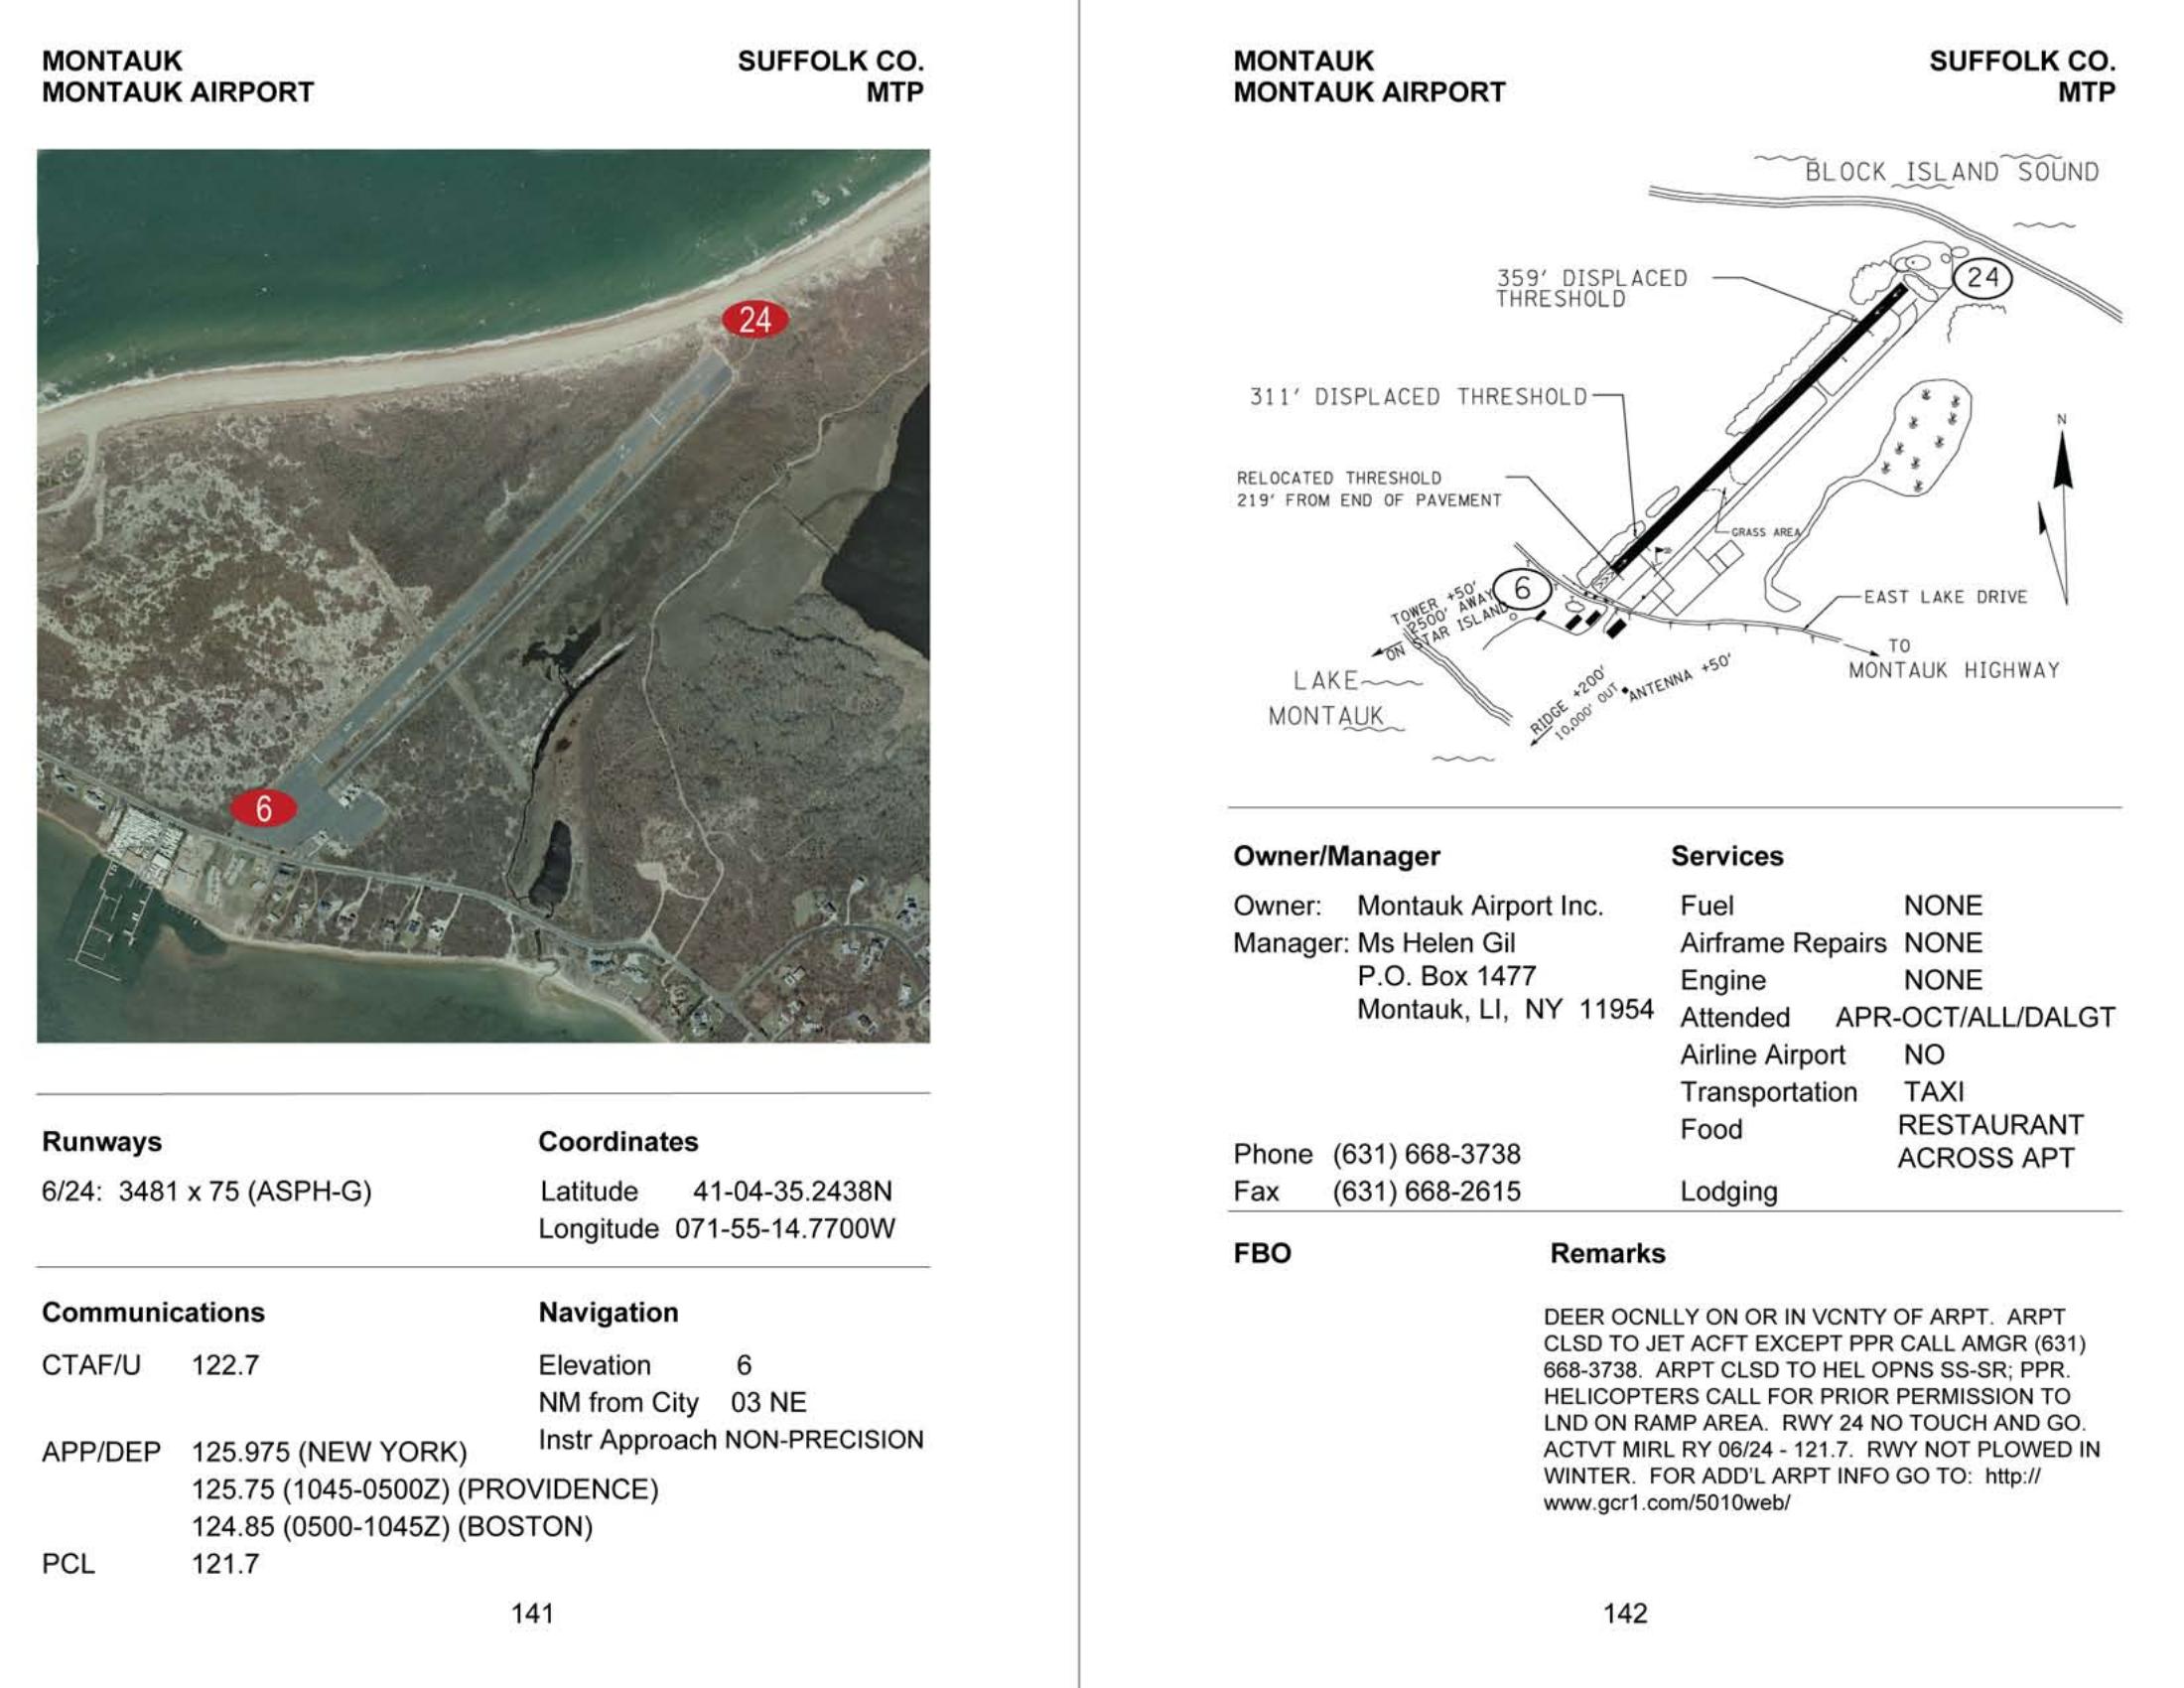 MONTAUK SUFFOLK CO.
MONTAUK AIRPORT MTP
24
6
Runways
6/24: 3481 x 75 (ASPH-G)
Coordinates
Latitude 41-04-35.2438N
Longitude 071-55-14.7700W
Communications
CTAF/U 122.7
APP/DEP 125.975 (NEW YORK)
125.75 (1045-0500Z) (PROVIDENCE)
124.85 (0500-1045Z) (BOSTON)
PCL 121.7
Navigation
Elevation 6
NM from City 03 NE
Instr Approach NON-PRECISION
141
MONTAUK SUFFOLK CO.
MONTAUK AIRPORT MTP
BLOCK ISLAND SOUND
359' DISPLACED
THRESHOLD
24
311' DISPLACED THRESHOLD
N
RELOCATED THRESHOLD
219' FROM END OF PAVEMENT
GRASS AREA
6
TOWER +50'
2500' AWAY
ON STAR ISLAND
EAST LAKE DRIVE
TO
MONTAUK HIGHWAY
LAKE
MONTAUK
RIDGE +200'
10,000' OUT
ANTENNA +50'
Owner/Manager
Owner: Montauk Airport Inc.
Manager: Ms Helen Gil
P.O. Box 1477
Montauk, LI, NY 11954
Phone (631) 668-3738
Fax (631) 668-2615
Services
Fuel NONE
Airframe Repairs NONE
Engine NONE
Attended APR-OCT/ALL/DALGT
Airline Airport NO
Transportation TAXI
Food RESTAURANT
ACROSS APT
Lodging
FBO
Remarks
DEER OCNLLY ON OR IN VCNTY OF ARPT. ARPT
CLSD TO JET ACFT EXCEPT PPR CALL AMGR (631)
668-3738. ARPT CLSD TO HEL OPNS SS-SR; PPR.
HELICOPTERS CALL FOR PRIOR PERMISSION TO
LND ON RAMP AREA. RWY 24 NO TOUCH AND GO.
ACTVT MIRL RY 06/24 - 121.7. RWY NOT PLOWED IN
WINTER. FOR ADD'L ARPT INFO GO TO: http://
www.gcr1.com/5010web/
142